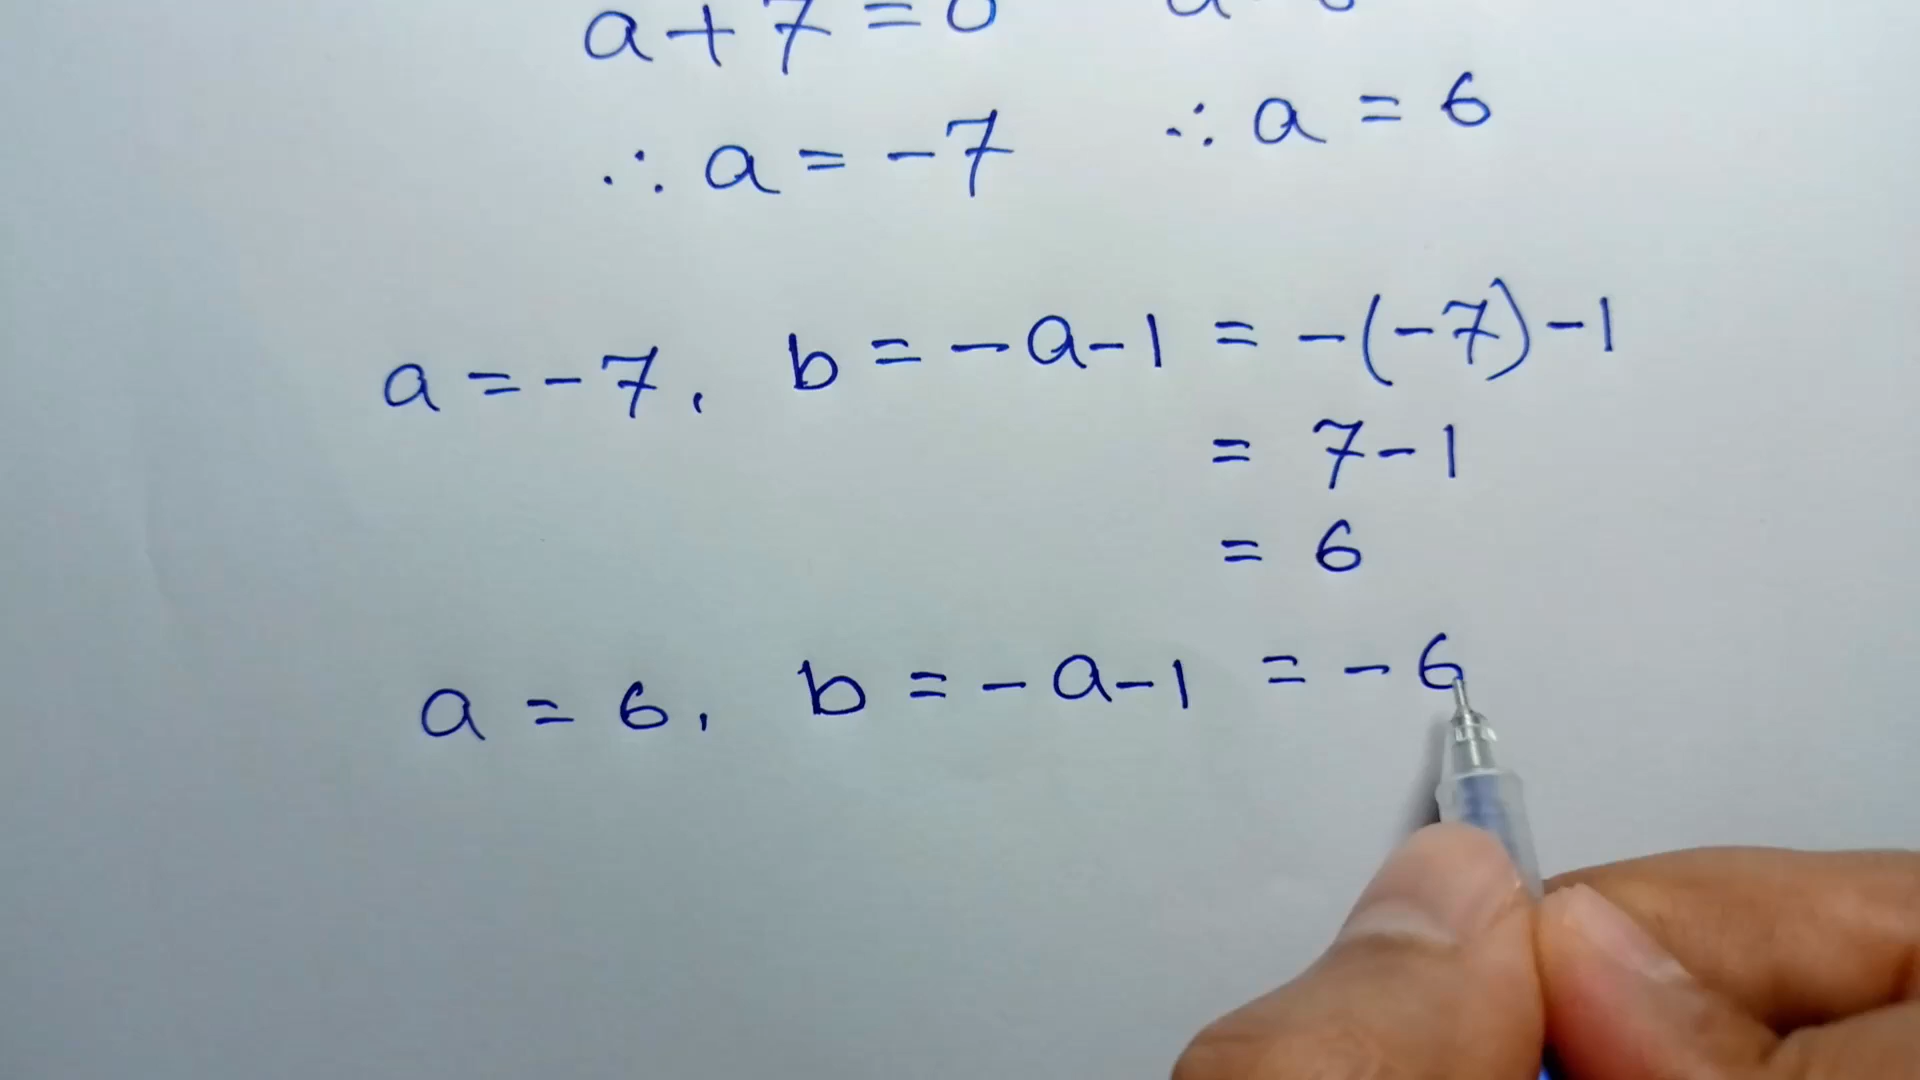 a + 7 = 0
∴ a = -7 ∴ a = 6
a = -7, b = -a-1 = -(-7)-1
= 7-1
= 6
a = 6, b = -a-1 = -6